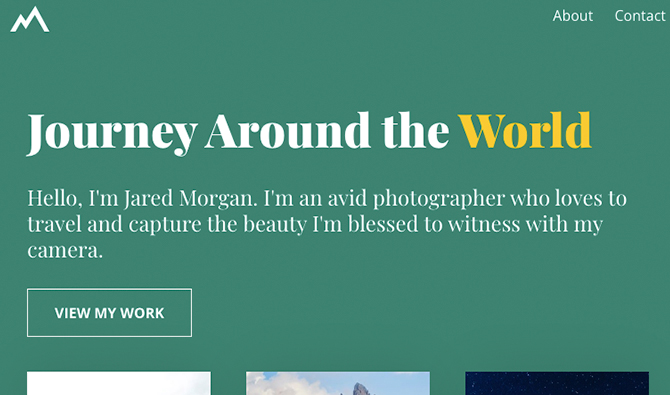 About Contact
Journey Around the World
Hello, I'm Jared Morgan. I'm an avid photographer who loves to
travel and capture the beauty I'm blessed to witness with my
camera.
VIEW MY WORK